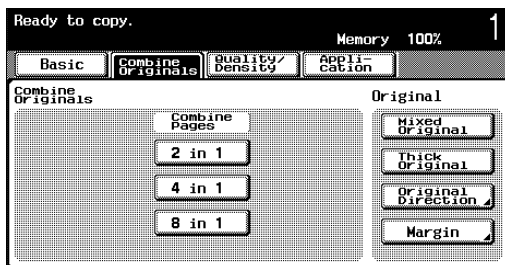 Ready to copy.
Memory 100%
1
Basic
Combine
Originals
Quality/
Density
Appli-
cation
Combine
Originals
Original
Combine
Pages
2 in 1
4 in 1
8 in 1
Mixed
Original
Thick
Original
Original
Direction
Margin